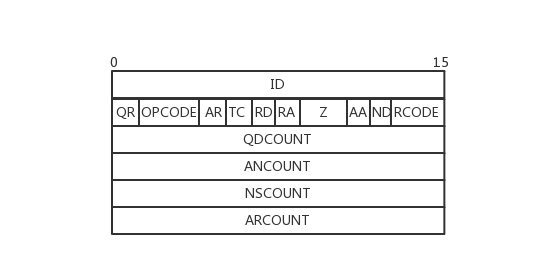 0 15
ID
QR OPCODE AR TC RD RA Z AA ND RCODE
QDCOUNT
ANCOUNT
NSCOUNT
ARCOUNT